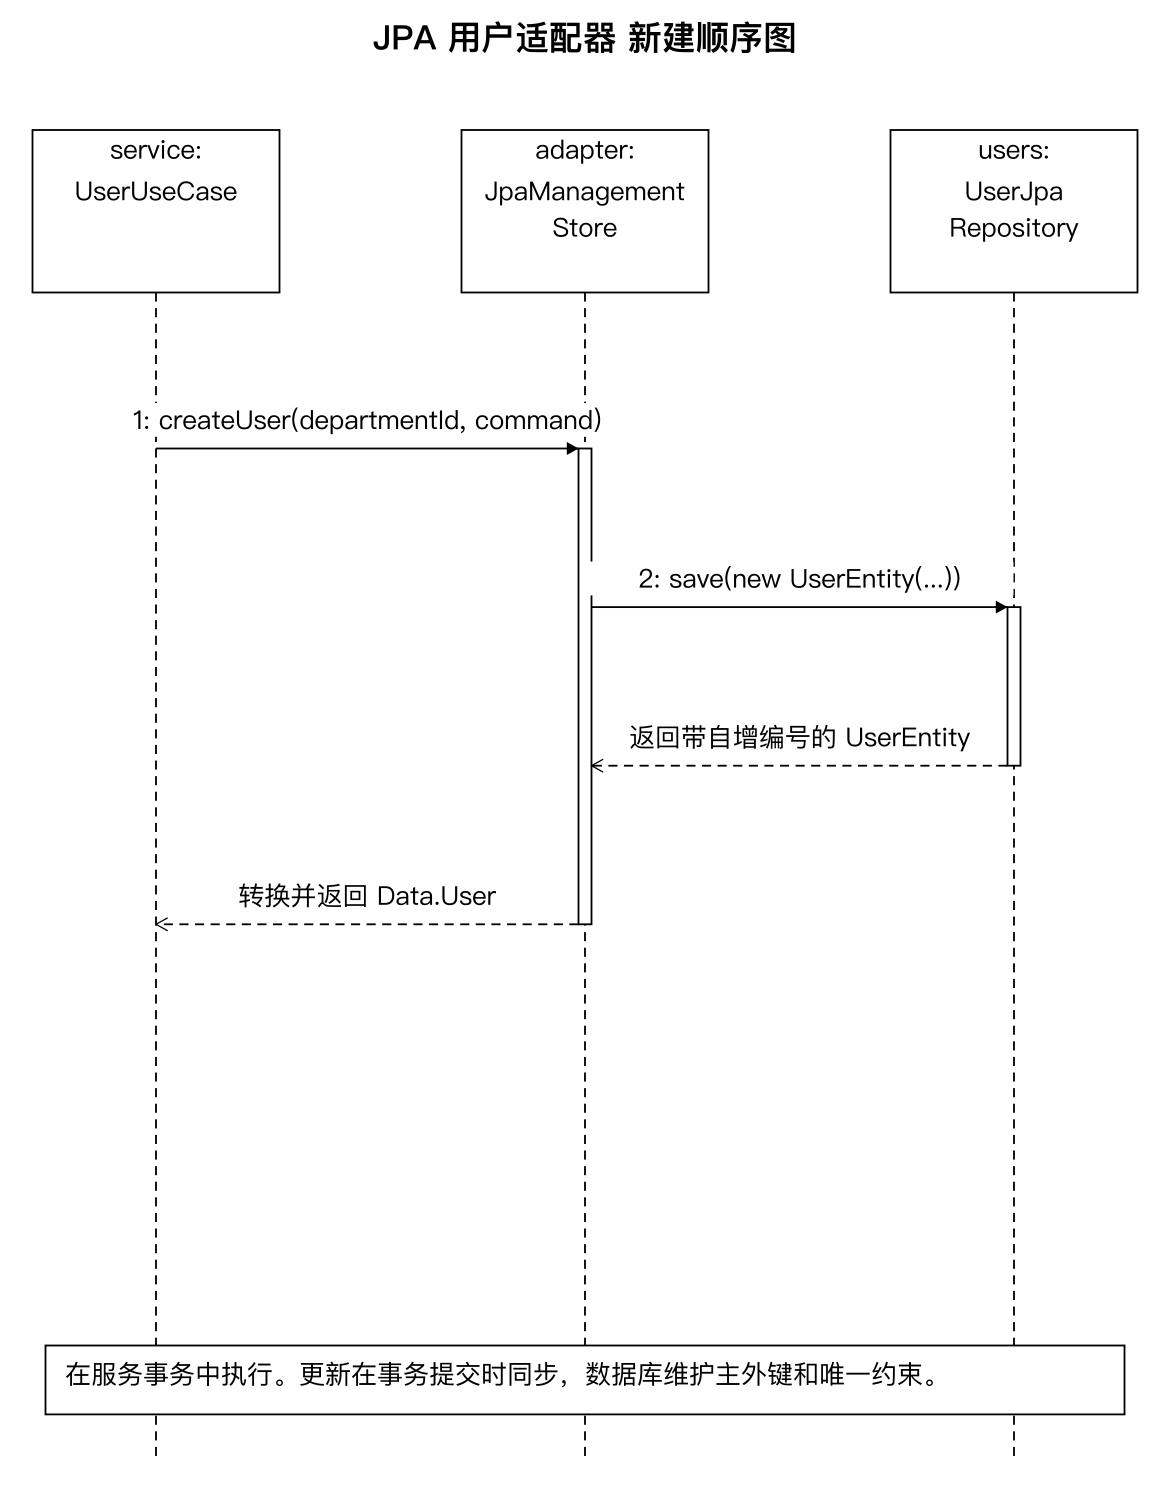 JPA 用户适配器 新建顺序图
service:
UserUseCase
adapter:
JpaManagement
Store
users:
UserJpa
Repository
1: createUser(departmentId, command)
2: save(new UserEntity(...))
返回带自增编号的 UserEntity
转换并返回 Data.User
在服务事务中执行。更新在事务提交时同步，数据库维护主外键和唯一约束。